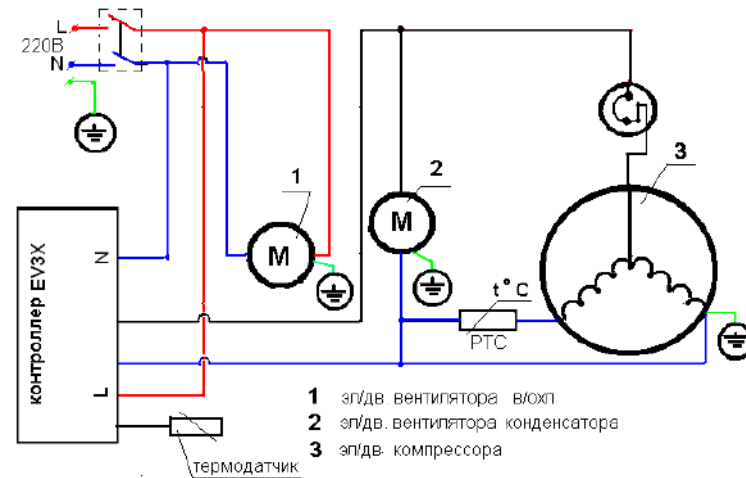 L
220В
N
1
2
3
M
M
контроллер EV3X
N
L
t°C
РТС
термодатчик
1 эл/дв. вентилятора в/охл
2 эл/дв. вентилятора конденсатора
3 эл/дв. компрессора